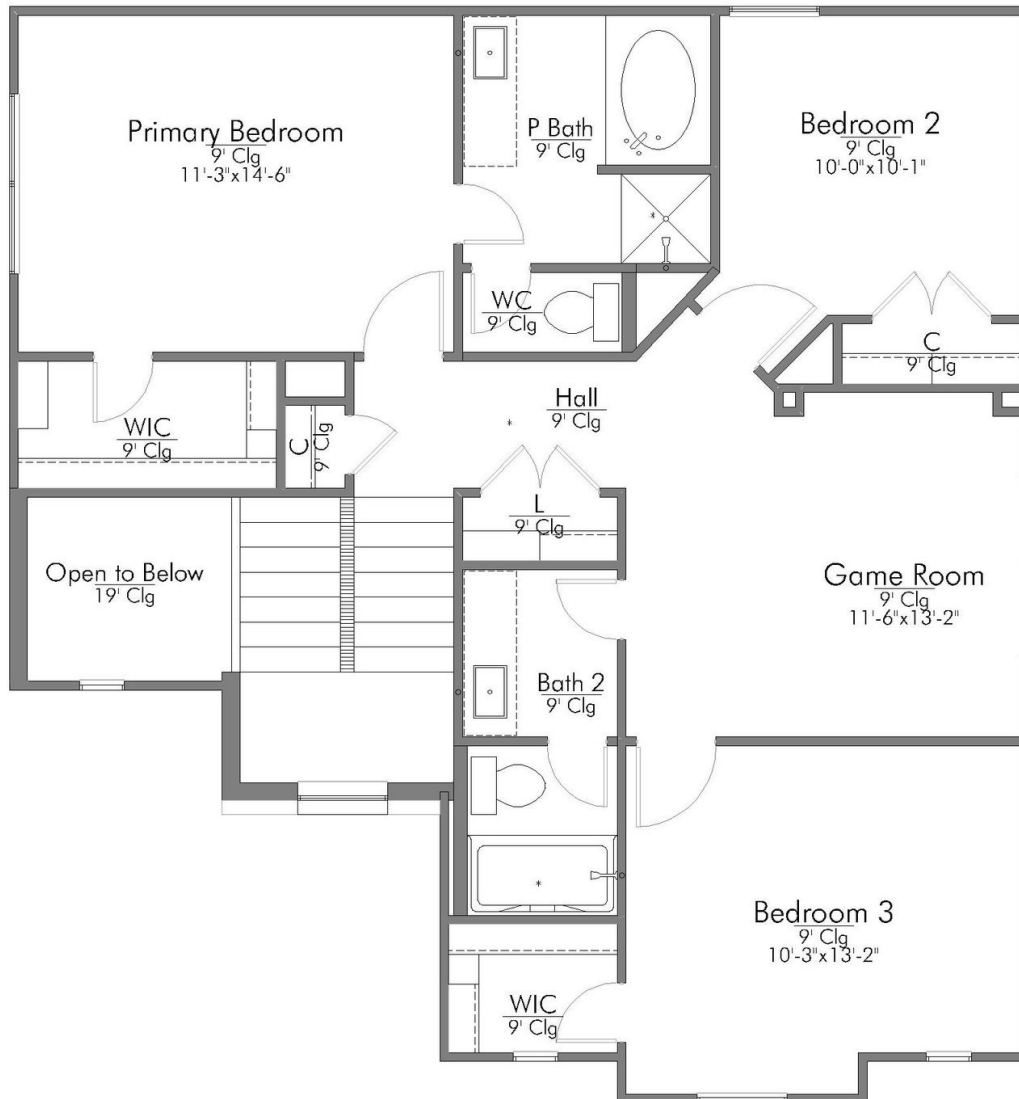 Primary Bedroom
9' Clg
11'-3"x14'-6"
P Bath
9' Clg
Bedroom 2
9' Clg
10'-0"x10'-1"
WC
9' Clg
C
9' Clg
WIC
9' Clg
C
9' Clg
Hall
9' Clg
L
9' Clg
Open to Below
19' Clg
Game Room
9' Clg
11'-6"x13'-2"
Bath 2
9' Clg
Bedroom 3
9' Clg
10'-3"x13'-2"
WIC
9' Clg